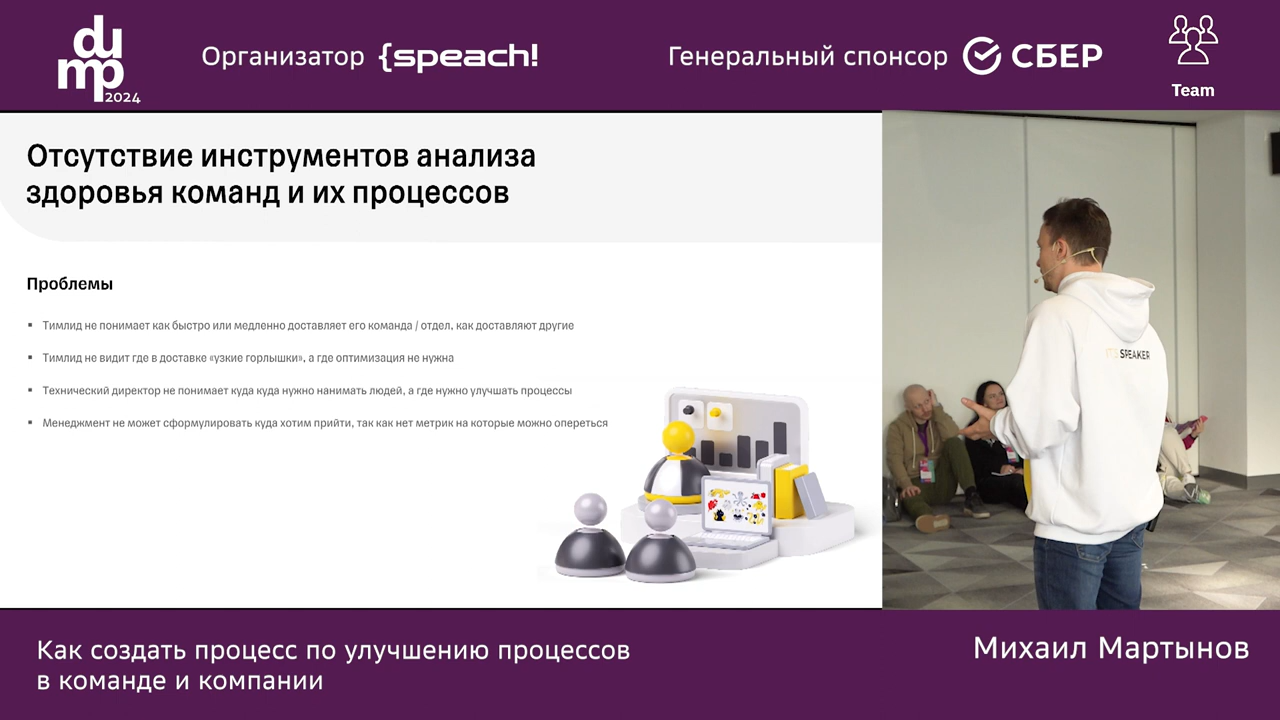 dump
2024
Организатор {speach!
Генеральный спонсор СБЕР
Team
Отсутствие инструментов анализа
здоровья команд и их процессов
Проблемы
▪ Тимлид не понимает как быстро или медленно доставляет его команда / отдел, как доставляют другие
▪ Тимлид не видит где в доставке «узкие горлышки», а где оптимизация не нужна
▪ Технический директор не понимает куда куда нужно нанимать людей, а где нужно улучшать процессы
▪ Менеджмент не может сформулировать куда хотим прийти, так как нет метрик на которые можно опереться
IT'S SPEAKER
Как создать процесс по улучшению процессов
в команде и компании
Михаил Мартынов